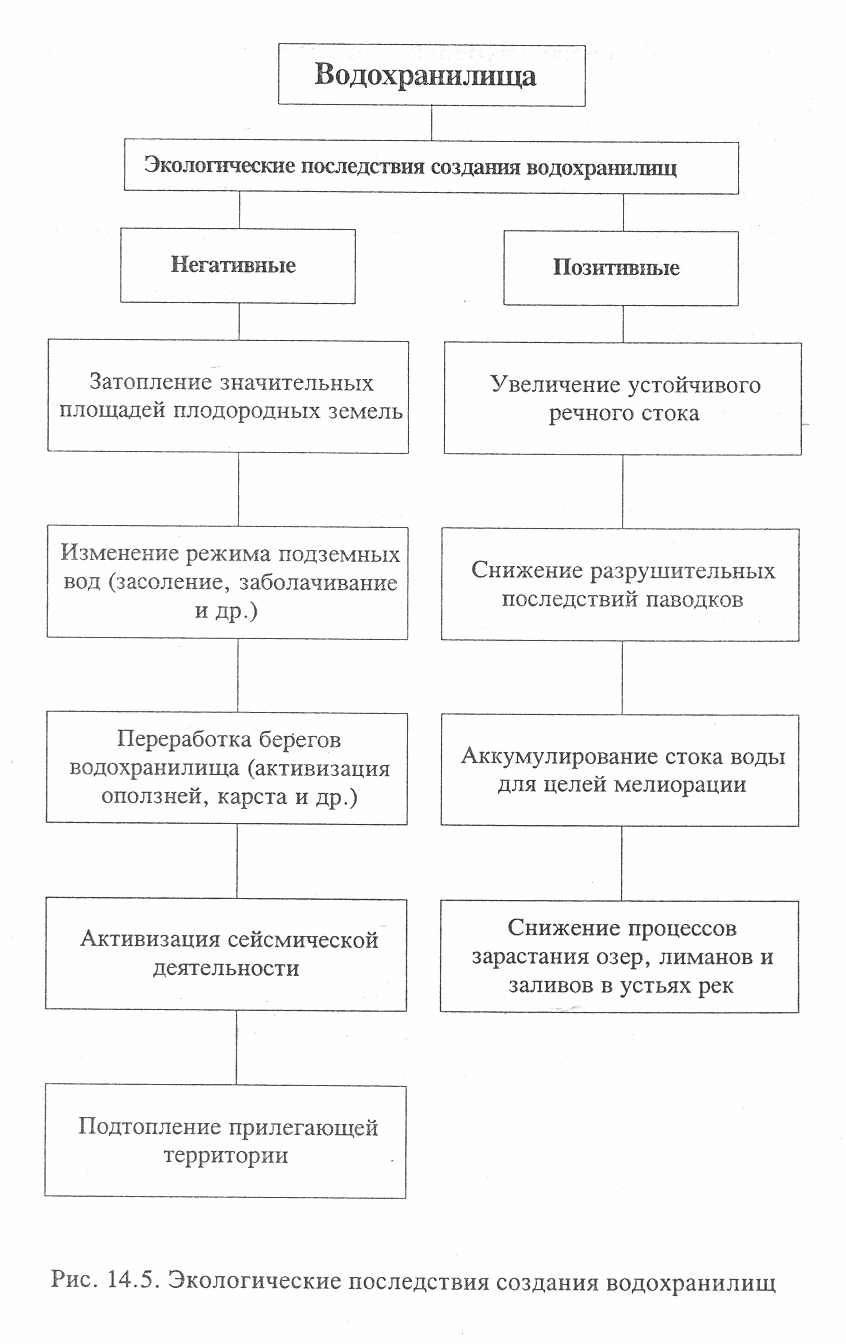 Водохранилища
Экологические последствия создания водохранилищ
Негативные
Затопление значительных
площадей плодородных земель
Изменение режима подземных
вод (засоление, заболачивание
и др.)
Переработка берегов
водохранилища (активизация
оползней, карста и др.)
Активизация сейсмической
деятельности
Подтопление прилегающей
территории
Позитивные
Увеличение устойчивого
речного стока
Снижение разрушительных
последствий паводков
Аккумулирование стока воды
для целей мелиорации
Снижение процессов
зарастания озер, лиманов и
заливов в устьях рек
Рис. 14.5. Экологические последствия создания водохранилищ